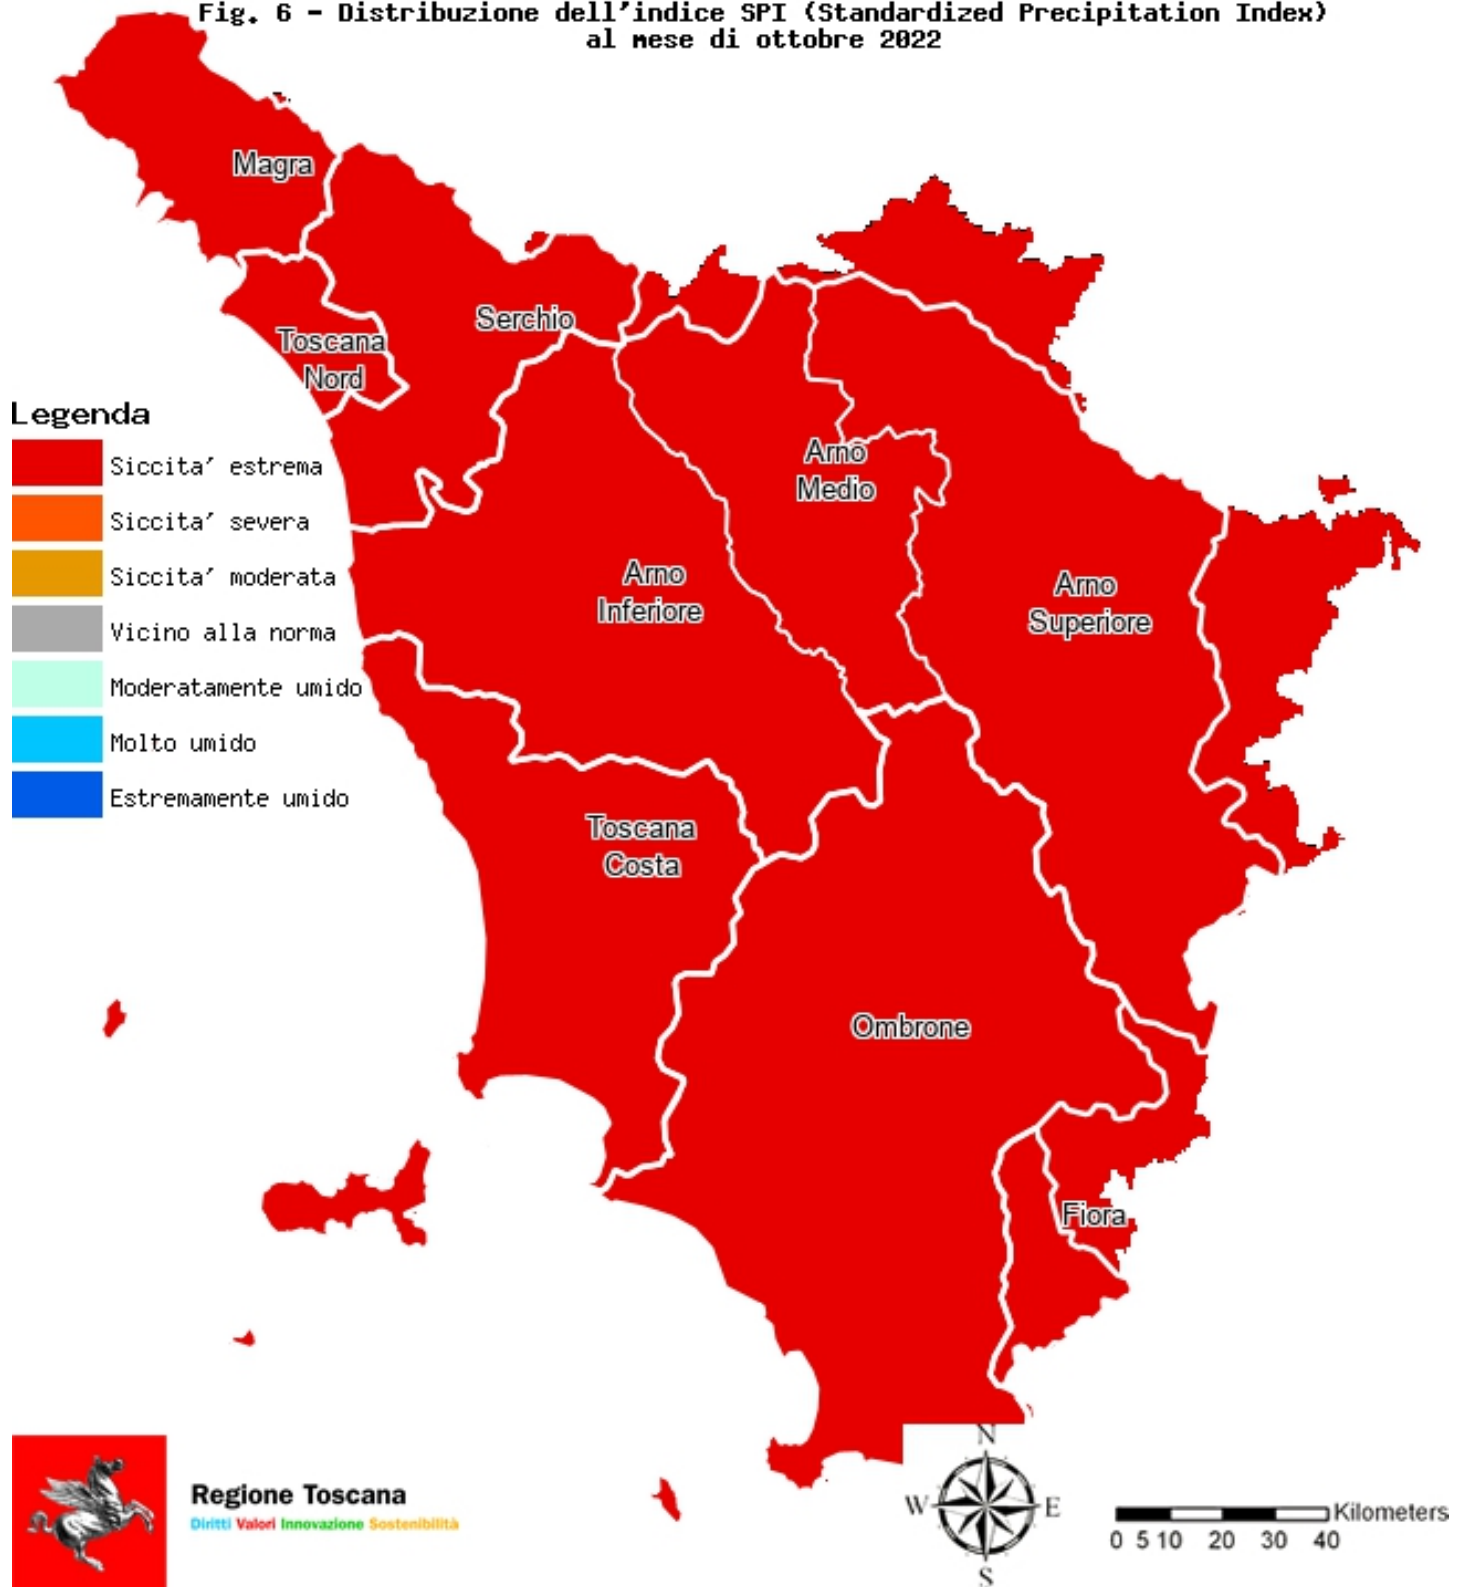 Fig. 6 - Distribuzione dell'indice SPI (Standardized Precipitation Index)
al mese di ottobre 2022
Magra
Serchio
Toscana
Nord
Legenda
Siccita' estrema
Siccita' severa
Siccita' moderata
Vicino alla norma
Moderatamente umido
Molto umido
Estremamente umido
Arno
Medio
Arno
Inferiore
Arno
Superiore
Toscana
Costa
Ombrone
Fiora
Regione Toscana
Diritti Valori Innovazione Sostenibilità
N
W E
S
Kilometers
0 5 10 20 30 40